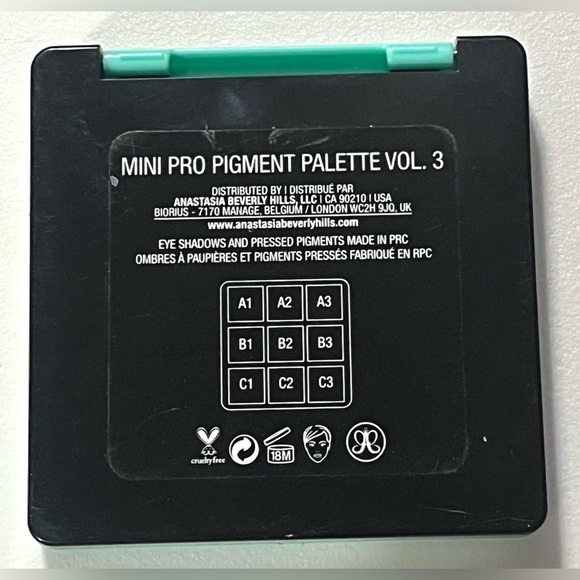 MINI PRO PIGMENT PALETTE VOL. 3
DISTRIBUTED BY | DISTRIBUÉ PAR
ANASTASIA BEVERLY HILLS, LLC | CA 90210 | USA
BIORIUS - 7170 MANAGE, BELGIUM / LONDON WC2H 9JQ, UK
www.anastasiabeverlyhills.com
EYE SHADOWS AND PRESSED PIGMENTS MADE IN PRC
OMBRES À PAUPIÈRES ET PIGMENTS PRESSÉS FABRIQUÉ EN RPC
A1 A2 A3
B1 B2 B3
C1 C2 C3
crueltyfree
18M